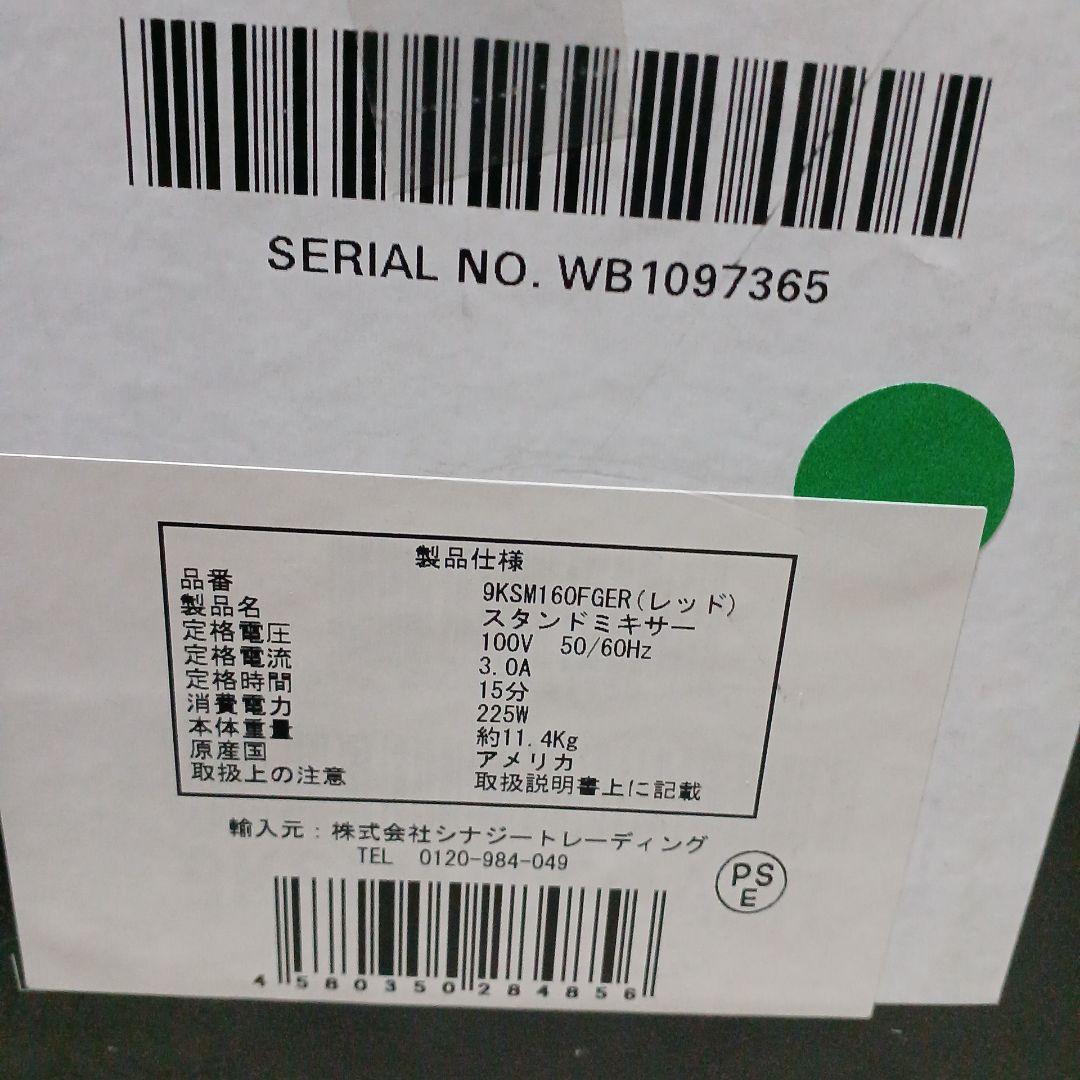 SERIAL NO. WB1097365
製品仕様
品番 9KSM160FGER(レッド)
製品名 スタンドミキサー
定格電圧 100V 50/60Hz
定格電流 3.0A
定格時間 15分
消費電力 225W
本体重量 約11.4Kg
原産国 アメリカ
取扱上の注意 取扱説明書上に記載
輸入元：株式会社シナジートレーディング
TEL 0120-984-049
PSE
4580350284856